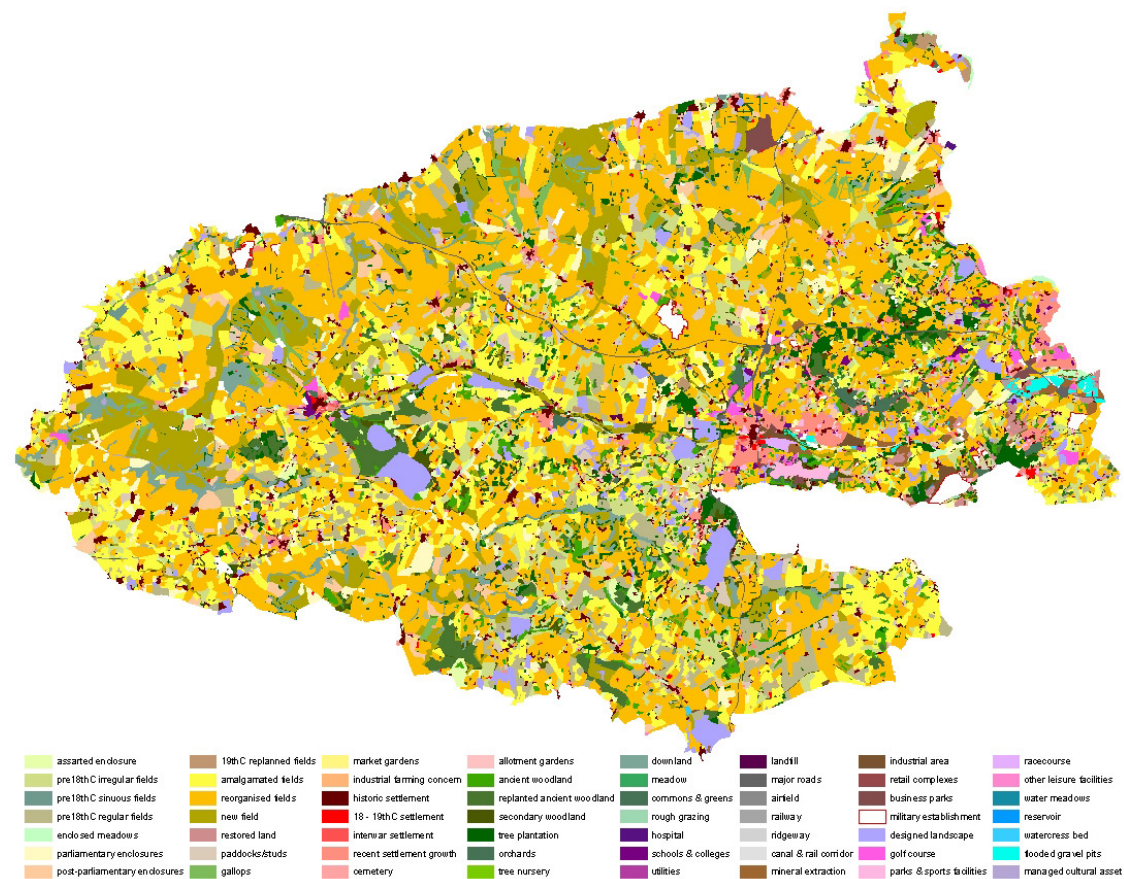 assarted enclosure 19th C replanned fields market gardens allotment gardens downland landfill industrial area racecourse
pre18th C irregular fields amalgamated fields industrial farming concern ancient woodland meadow major roads retail complexes other leisure facilities
pre18th C sinuous fields reorganised fields historic settlement replanted ancient woodland commons & greens airfield business parks water meadows
pre18th C regular fields new field 18 - 19th C settlement secondary woodland rough grazing railway military establishment reservoir
enclosed meadows restored land interwar settlement tree plantation hospital ridgeway designed landscape watercress bed
parliamentary enclosures paddocks/studs recent settlement growth orchards schools & colleges canal & rail corridor golf course flooded gravel pits
post-parliamentary enclosures gallops cemetery tree nursery utilities mineral extraction parks & sports facilities managed cultural asset